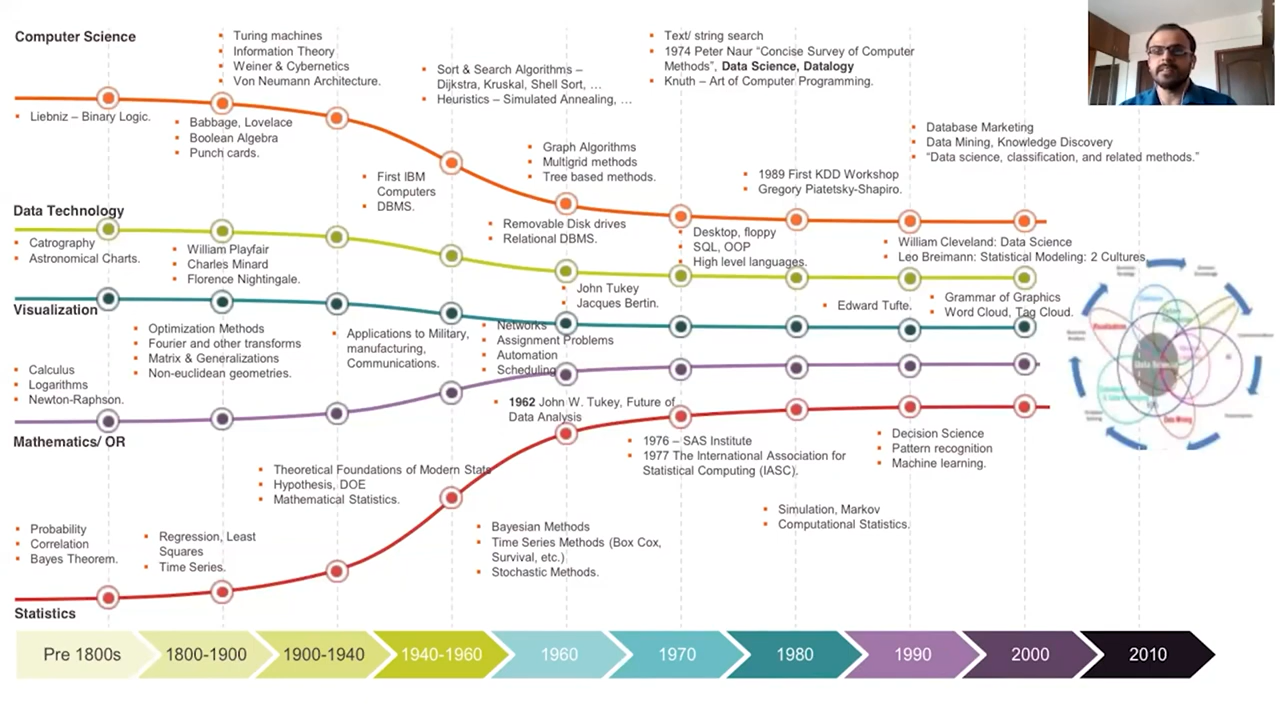 Computer Science
Turing machines
Information Theory
Weiner & Cybernetics
Von Neumann Architecture.
Text/ string search
1974 Peter Naur “Concise Survey of Computer
Methods”, Data Science, Datalogy
Knuth – Art of Computer Programming.
Sort & Search Algorithms –
Dijkstra, Kruskal, Shell Sort, …
Heuristics – Simulated Annealing, …
Liebniz – Binary Logic.
Babbage, Lovelace
Boolean Algebra
Punch cards.
Database Marketing
Data Mining, Knowledge Discovery
“Data science, classification, and related methods.”
Graph Algorithms
Multigrid methods
Tree based methods.
First IBM
Computers
DBMS.
1989 First KDD Workshop
Gregory Piatetsky-Shapiro.
Data Technology
Removable Disk drives
Relational DBMS.
Desktop, floppy
SQL, OOP
High level languages.
Catrography
Astronomical Charts.
William Playfair
Charles Minard
Florence Nightingale.
William Cleveland: Data Science
Leo Breimann: Statistical Modeling: 2 Cultures.
John Tukey
Jacques Bertin.
Edward Tufte.
Grammar of Graphics
Word Cloud, Tag Cloud.
Visualization
Optimization Methods
Fourier and other transforms
Matrix & Generalizations
Non-euclidean geometries.
Applications to Military,
manufacturing,
Communications.
Networks
Assignment Problems
Automation
Scheduling
Calculus
Logarithms
Newton-Raphson.
1962 John W. Tukey, Future of
Data Analysis
Mathematics/ OR
1976 – SAS Institute
1977 The International Association for
Statistical Computing (IASC).
Decision Science
Pattern recognition
Machine learning.
Theoretical Foundations of Modern Stats
Hypothesis, DOE
Mathematical Statistics.
Simulation, Markov
Computational Statistics.
Probability
Correlation
Bayes Theorem.
Regression, Least
Squares
Time Series.
Bayesian Methods
Time Series Methods (Box Cox,
Survival, etc.)
Stochastic Methods.
Statistics
Data Mining
Pre 1800s
1800-1900
1900-1940
1940-1960
1960
1970
1980
1990
2000
2010